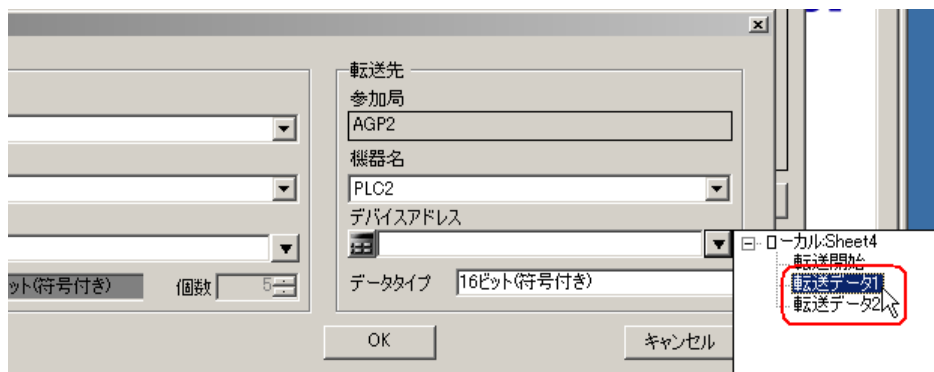 転送先
参加局
AGP2
機器名
PLC2
デバイスアドレス
ット(符号付き)
個数 5
データタイプ 16ビット(符号付き)
OK
キャンセル
ローカル:Sheet4
転送開始
転送データ1
転送データ2